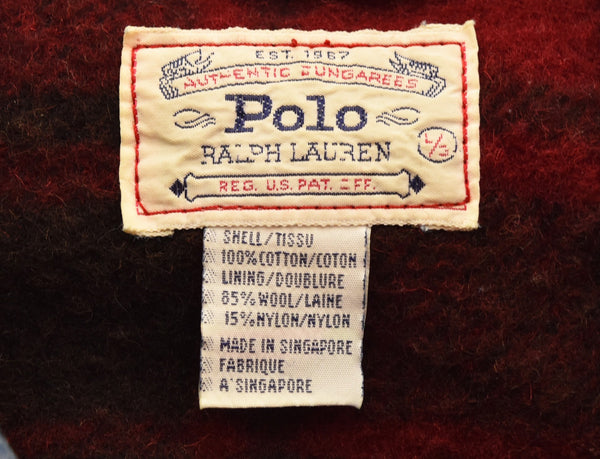 EST. 1967
AUTHENTIC DUNGAREES
Polo
RALPH LAUREN
REG. U.S. PAT. OFF.
SHELL/TISSU
100% COTTON/COTON
LINING/DOUBLURE
85% WOOL/LAINE
15% NYLON/NYLON
MADE IN SINGAPORE
FABRIQUE
A' SINGAPORE